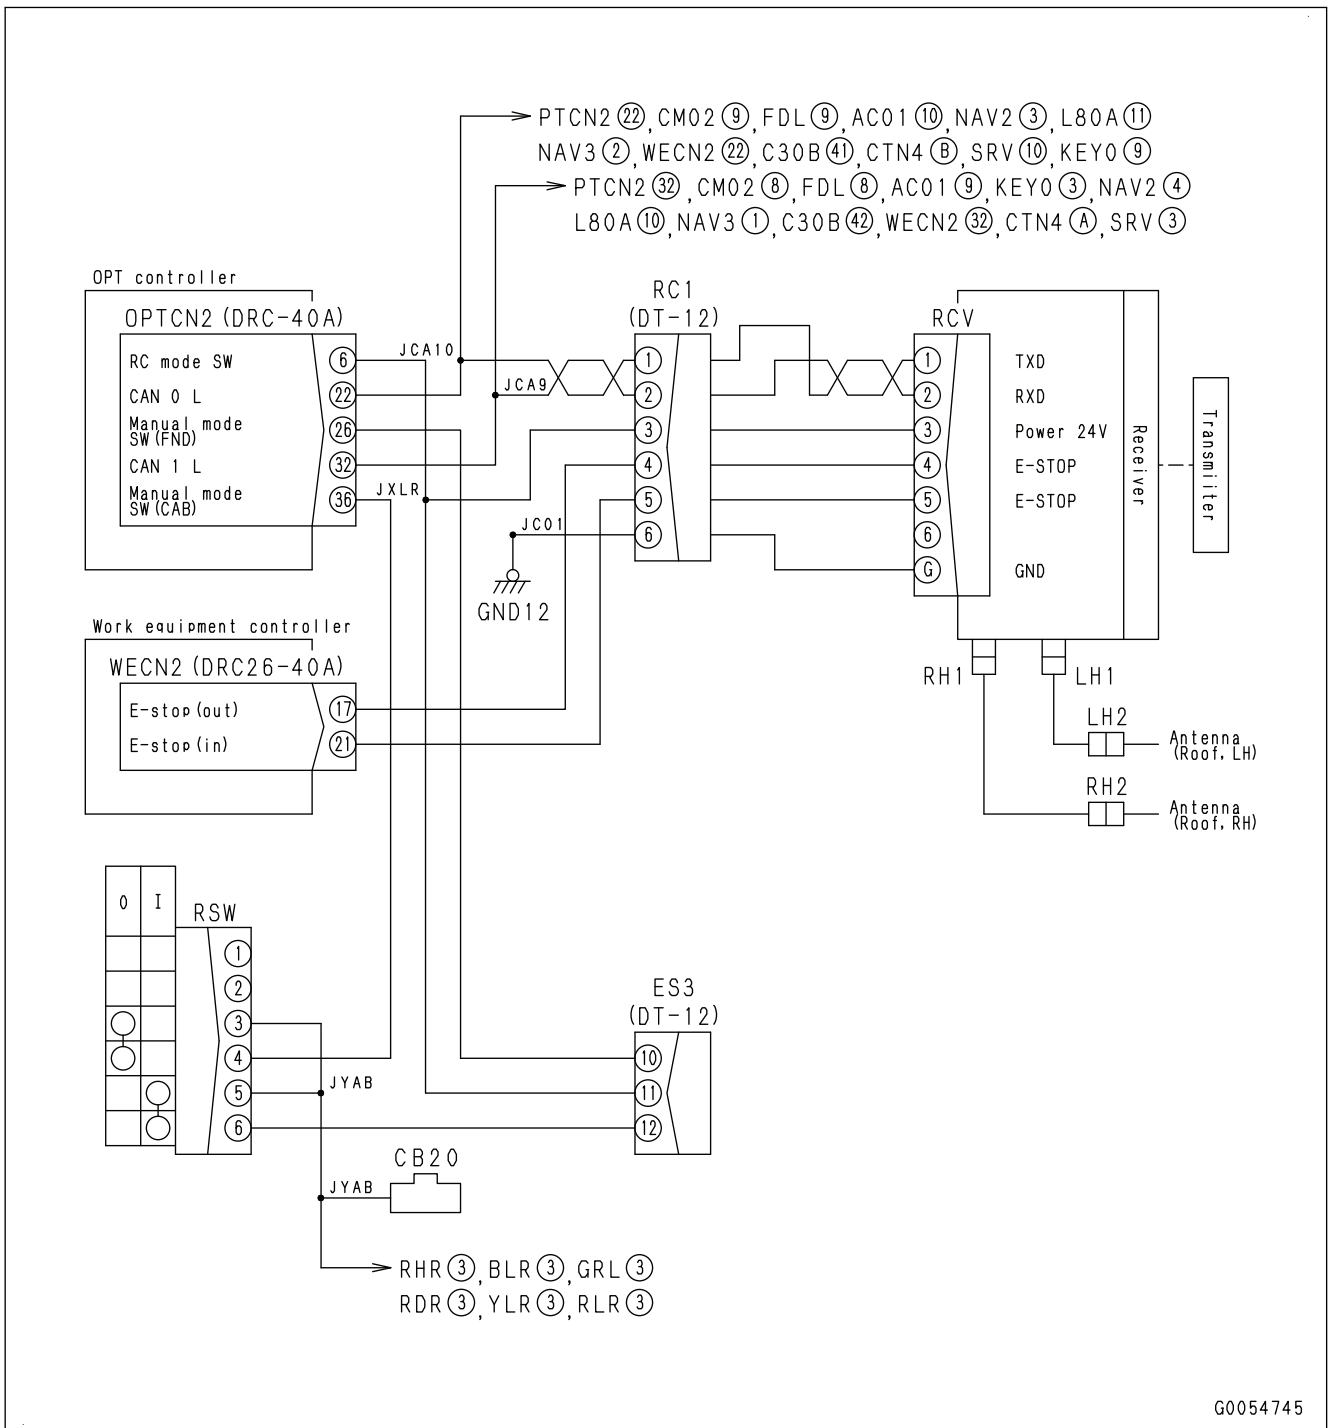 PTCN2 22, CM02 9, FDL 9, AC01 10, NAV2 3, L80A 11
NAV3 2, WECN2 22, C30B 41, CTN4 B, SRV 10, KEY0 9
PTCN2 32, CM02 8, FDL 8, AC01 9, KEY0 3, NAV2 4
L80A 10, NAV3 1, C30B 42, WECN2 32, CTN4 A, SRV 3
OPT controller
OPTCN2 (DRC-40A)
RC mode SW 6
CAN 0 L 22
Manual mode
SW (FND) 26
CAN 1 L 32
Manual mode
SW (CAB) 36
JCA10
JCA9
JXLR
JC01
GND12
RC1
(DT-12)
1
2
3
4
5
6
RCV
1 TXD
2 RXD
3 Power 24V
4 E-STOP
5 E-STOP
6
G GND
Receiver
Transmiiter
RH1
LH1
LH2
Antenna
(Roof, LH)
RH2
Antenna
(Roof, RH)
Work equipment controller
WECN2 (DRC26-40A)
E-stop (out) 17
E-stop (in) 21
0 I
RSW
1
2
3
4
5
6
JYAB
JYAB
CB20
ES3
(DT-12)
10
11
12
RHR 3, BLR 3, GRL 3
RDR 3, YLR 3, RLR 3
G0054745